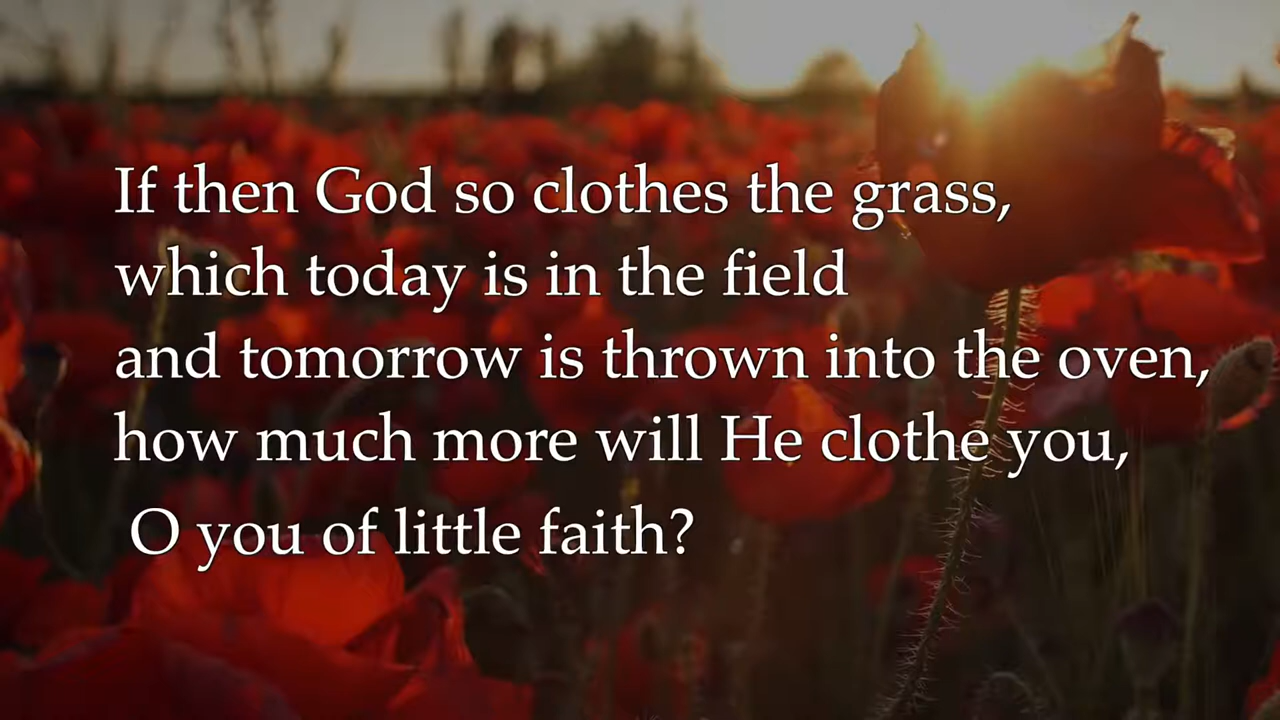 If then God so clothes the grass,
which today is in the field
and tomorrow is thrown into the oven,
how much more will He clothe you,
O you of little faith?